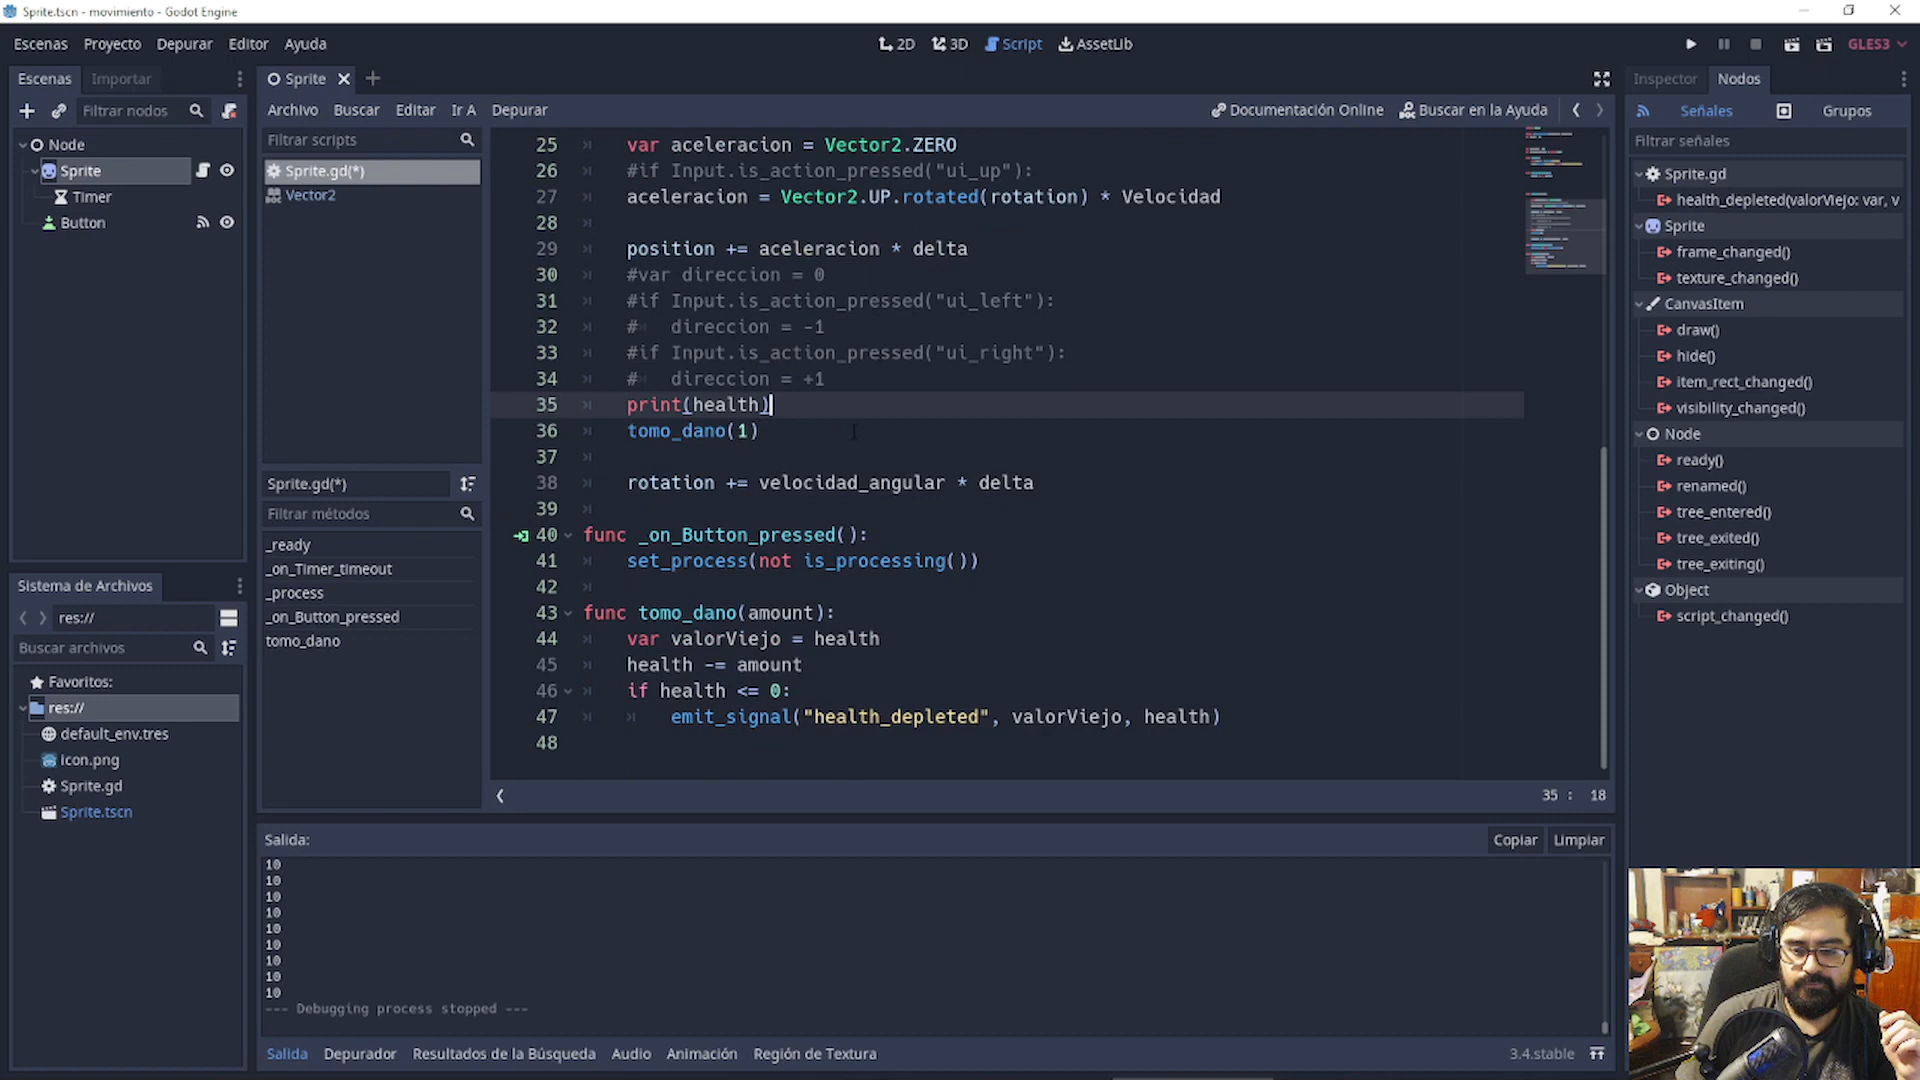 Sprite.tscn - movimiento - Godot Engine
Escenas Proyecto Depurar Editor Ayuda
2D 3D Script AssetLib
GLES3
Escenas Importar
Filtrar nodos
Node
Sprite
Timer
Button
Sistema de Archivos
res://
Buscar archivos
Favoritos:
res://
default_env.tres
icon.png
Sprite.gd
Sprite.tscn
Sprite
Archivo Buscar Editar Ir A Depurar
Documentación Online Buscar en la Ayuda
Filtrar scripts
Sprite.gd(*)
Vector2
Sprite.gd(*)
Filtrar métodos
_ready
_on_Timer_timeout
_process
_on_Button_pressed
tomo_dano
25 var aceleracion = Vector2.ZERO
26 #if Input.is_action_pressed("ui_up"):
27 aceleracion = Vector2.UP.rotated(rotation) * Velocidad
28
29 position += aceleracion * delta
30 #var direccion = 0
31 #if Input.is_action_pressed("ui_left"):
32 # direccion = -1
33 #if Input.is_action_pressed("ui_right"):
34 # direccion = +1
35 print(health)
36 tomo_dano(1)
37
38 rotation += velocidad_angular * delta
39
40 func _on_Button_pressed():
41 set_process(not is_processing())
42
43 func tomo_dano(amount):
44 var valorViejo = health
45 health -= amount
46 if health <= 0:
47 emit_signal("health_depleted", valorViejo, health)
48
35 : 18
Salida:
Copiar Limpiar
10
10
10
10
10
10
10
10
10
--- Debugging process stopped ---
Salida Depurador Resultados de la Búsqueda Audio Animación Región de Textura
3.4.stable
Inspector Nodos
Señales Grupos
Filtrar señales
Sprite.gd
health_depleted(valorViejo: var, v
Sprite
frame_changed()
texture_changed()
CanvasItem
draw()
hide()
item_rect_changed()
visibility_changed()
Node
ready()
renamed()
tree_entered()
tree_exited()
tree_exiting()
Object
script_changed()